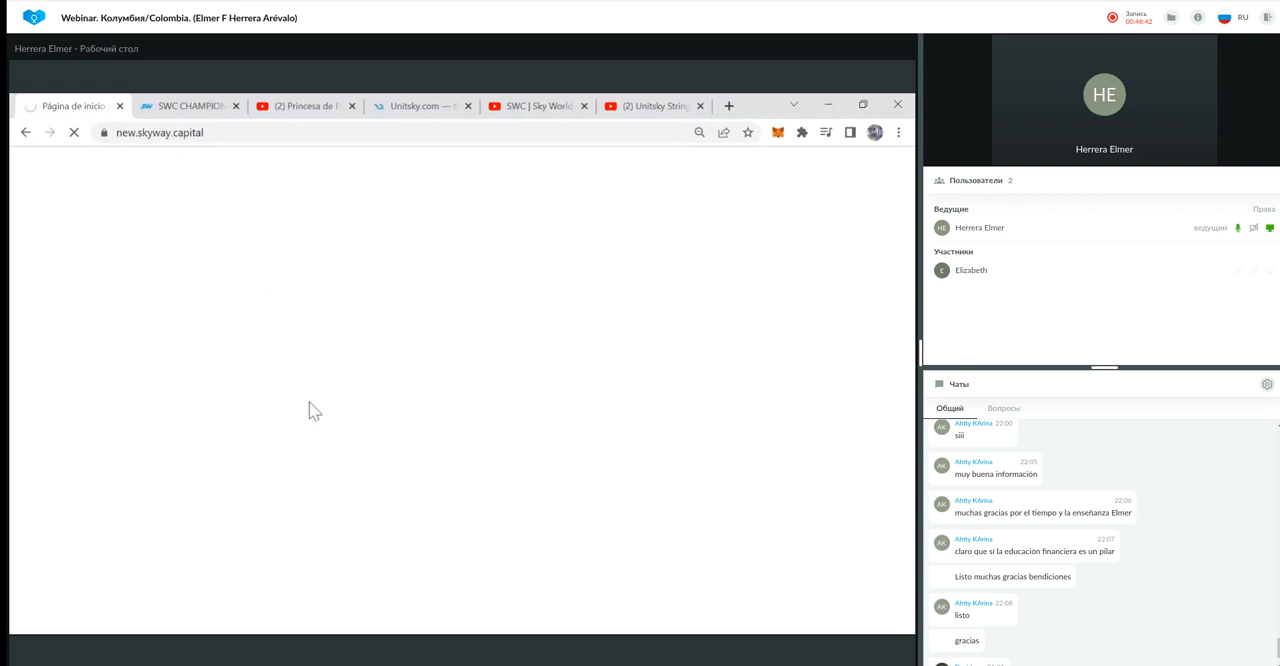 Webinar. Колумбия/Colombia. (Elmer F Herrera Arévalo)
Запись
00:48:42
RU
Herrera Elmer - Рабочий стол
Página de inicio
SWC CHAMPION
(2) Princesa de F
Unitsky.com —
SWC | Sky World
(2) Unitsky String
new.skyway.capital
HE
Herrera Elmer
Пользователи 2
Ведущие
Права
HE Herrera Elmer
ведущий
Участники
E Elizabeth
Чаты
Общий
Вопросы
AK Ahtty KArina 22:00
siii
AK Ahtty KArina 22:05
muy buena información
AK Ahtty KArina 22:06
muchas gracias por el tiempo y la enseñanza Elmer
AK Ahtty KArina 22:07
claro que sí la educación financiera es un pilar
Listo muchas gracias bendiciones
AK Ahtty KArina 22:08
listo
gracias